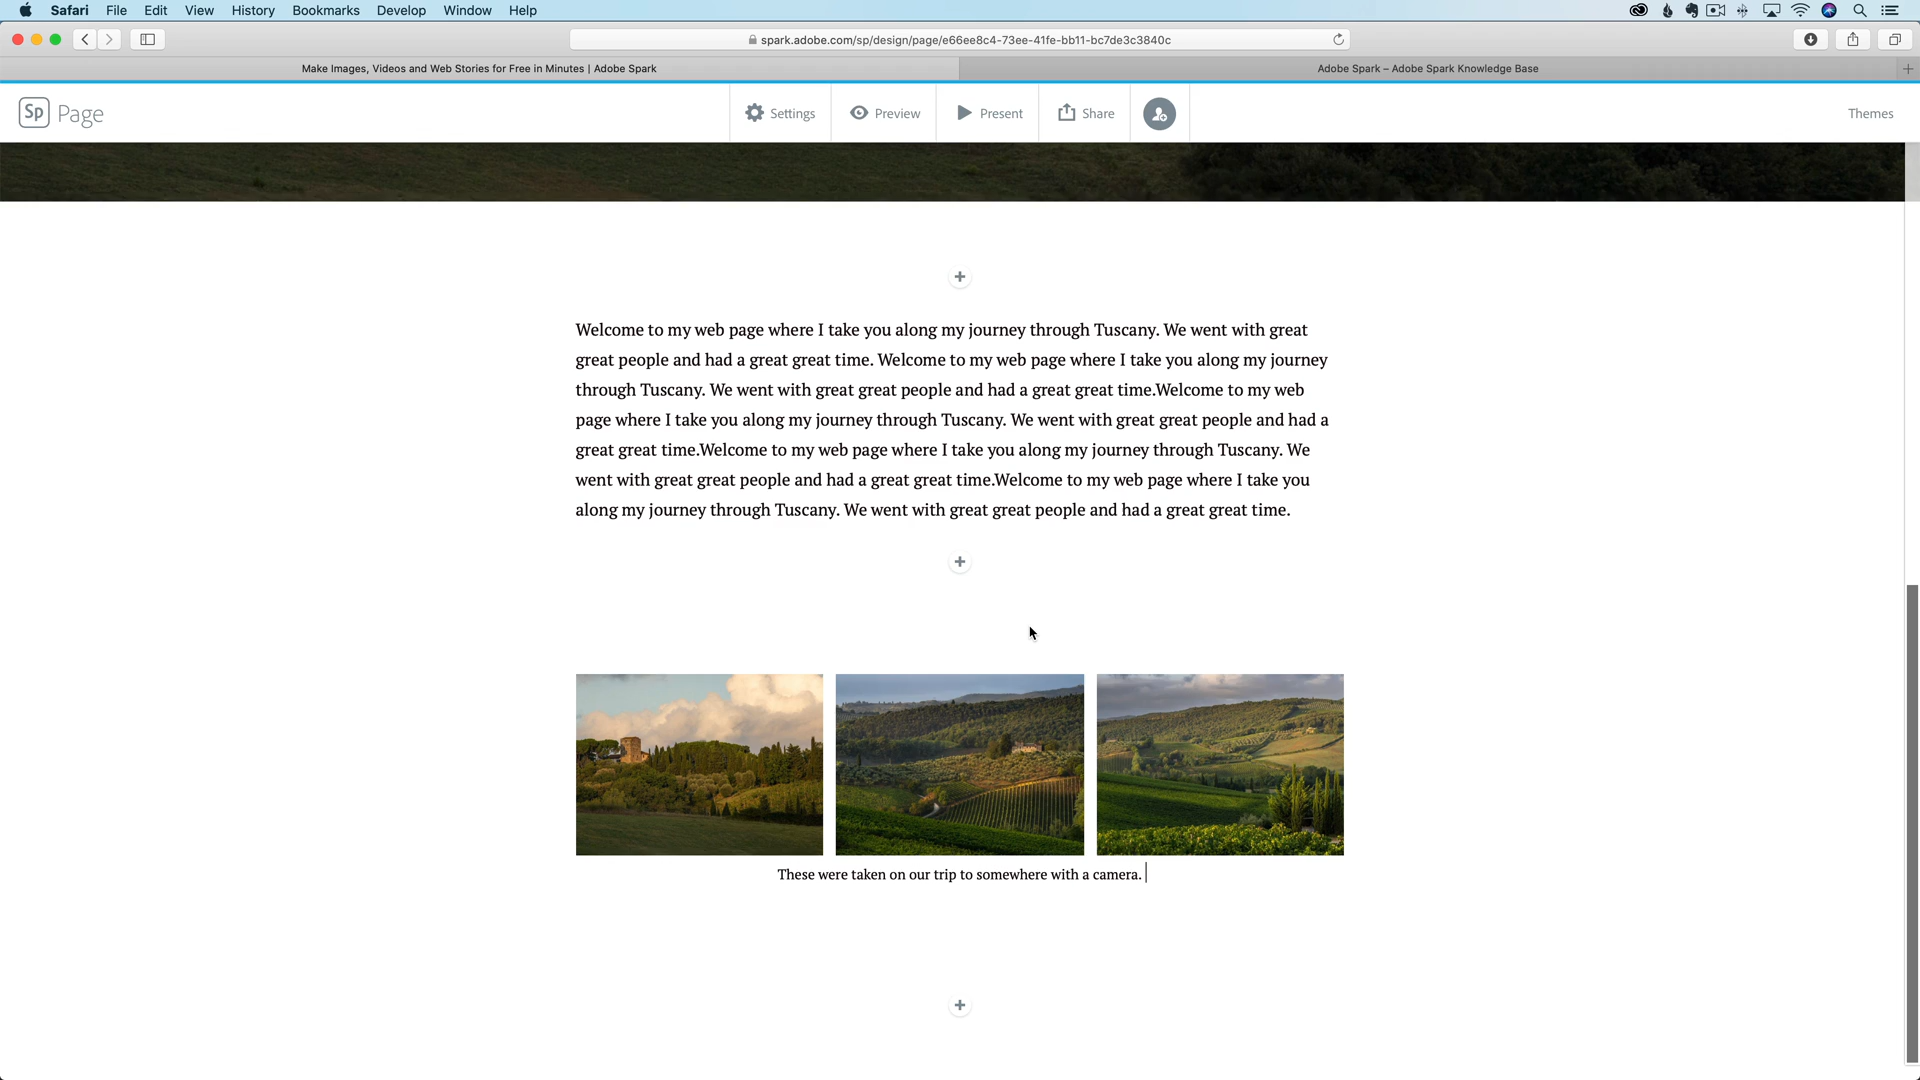 Safari File Edit View History Bookmarks Develop Window Help
spark.adobe.com/sp/design/page/e66ee8c4-73ee-41fe-bb11-bc7de3c3840c
Make Images, Videos and Web Stories for Free in Minutes | Adobe Spark
Adobe Spark – Adobe Spark Knowledge Base
Sp Page
Settings
Preview
Present
Share
Themes
Welcome to my web page where I take you along my journey through Tuscany. We went with great
great people and had a great great time. Welcome to my web page where I take you along my journey
through Tuscany. We went with great great people and had a great great time.Welcome to my web
page where I take you along my journey through Tuscany. We went with great great people and had a
great great time.Welcome to my web page where I take you along my journey through Tuscany. We
went with great great people and had a great great time.Welcome to my web page where I take you
along my journey through Tuscany. We went with great great people and had a great great time.
These were taken on our trip to somewhere with a camera.